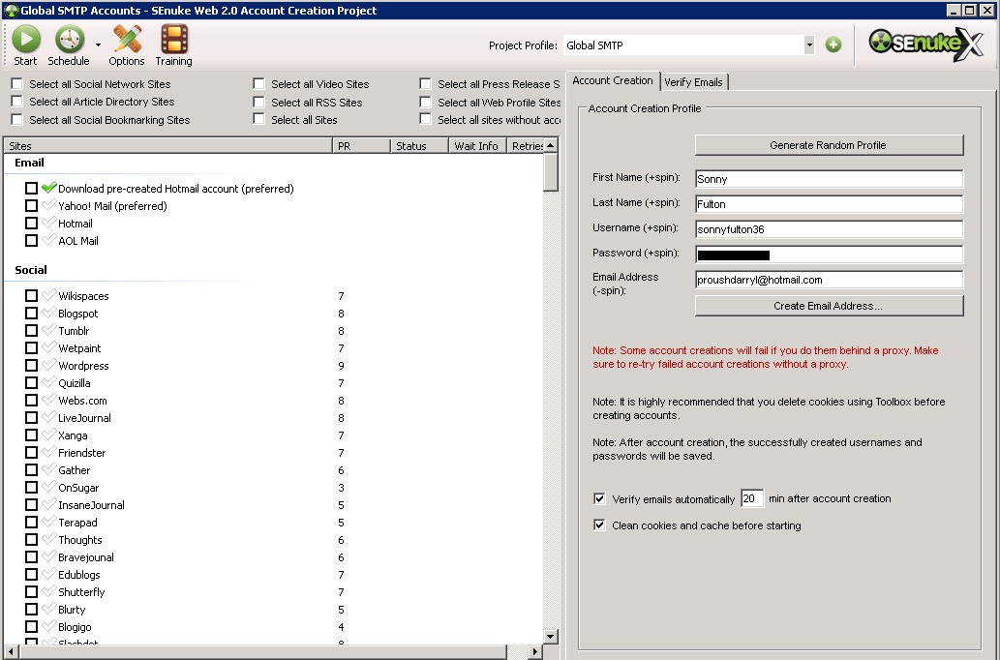 Global SMTP Accounts - SEnuke Web 2.0 Account Creation Project
Start
Schedule
Options
Training
Project Profile:
Global SMTP
SEnukeX
Select all Social Network Sites
Select all Video Sites
Select all Press Release S
Select all Article Directory Sites
Select all RSS Sites
Select all Web Profile Sites
Select all Social Bookmarking Sites
Select all Sites
Select all sites without acc
Sites PR Status Wait Info Retries
Email
Download pre-created Hotmail account (preferred)
Yahoo! Mail (preferred)
Hotmail
AOL Mail
Social
Wikispaces 7
Blogspot 8
Tumblr 8
Wetpaint 7
Wordpress 9
Quizilla 7
Webs.com 8
LiveJournal 8
Xanga 7
Friendster 7
Gather 6
OnSugar 3
InsaneJournal 5
Terapad 5
Thoughts 6
Bravejounal 6
Edublogs 7
Shutterfly 7
Blurty 5
Blogigo 4
Slashdot 8
Account Creation
Verify Emails
Account Creation Profile
Generate Random Profile
First Name (+spin): Sonny
Last Name (+spin): Fulton
Username (+spin): sonnyfulton36
Password (+spin):
Email Address
(-spin):
proushdarryl@hotmail.com
Create Email Address...
Note: Some account creations will fail if you do them behind a proxy. Make
sure to re-try failed account creations without a proxy.
Note: It is highly recommended that you delete cookies using Toolbox before
creating accounts.
Note: After account creation, the successfully created usernames and
passwords will be saved.
Verify emails automatically 20 min after account creation
Clean cookies and cache before starting